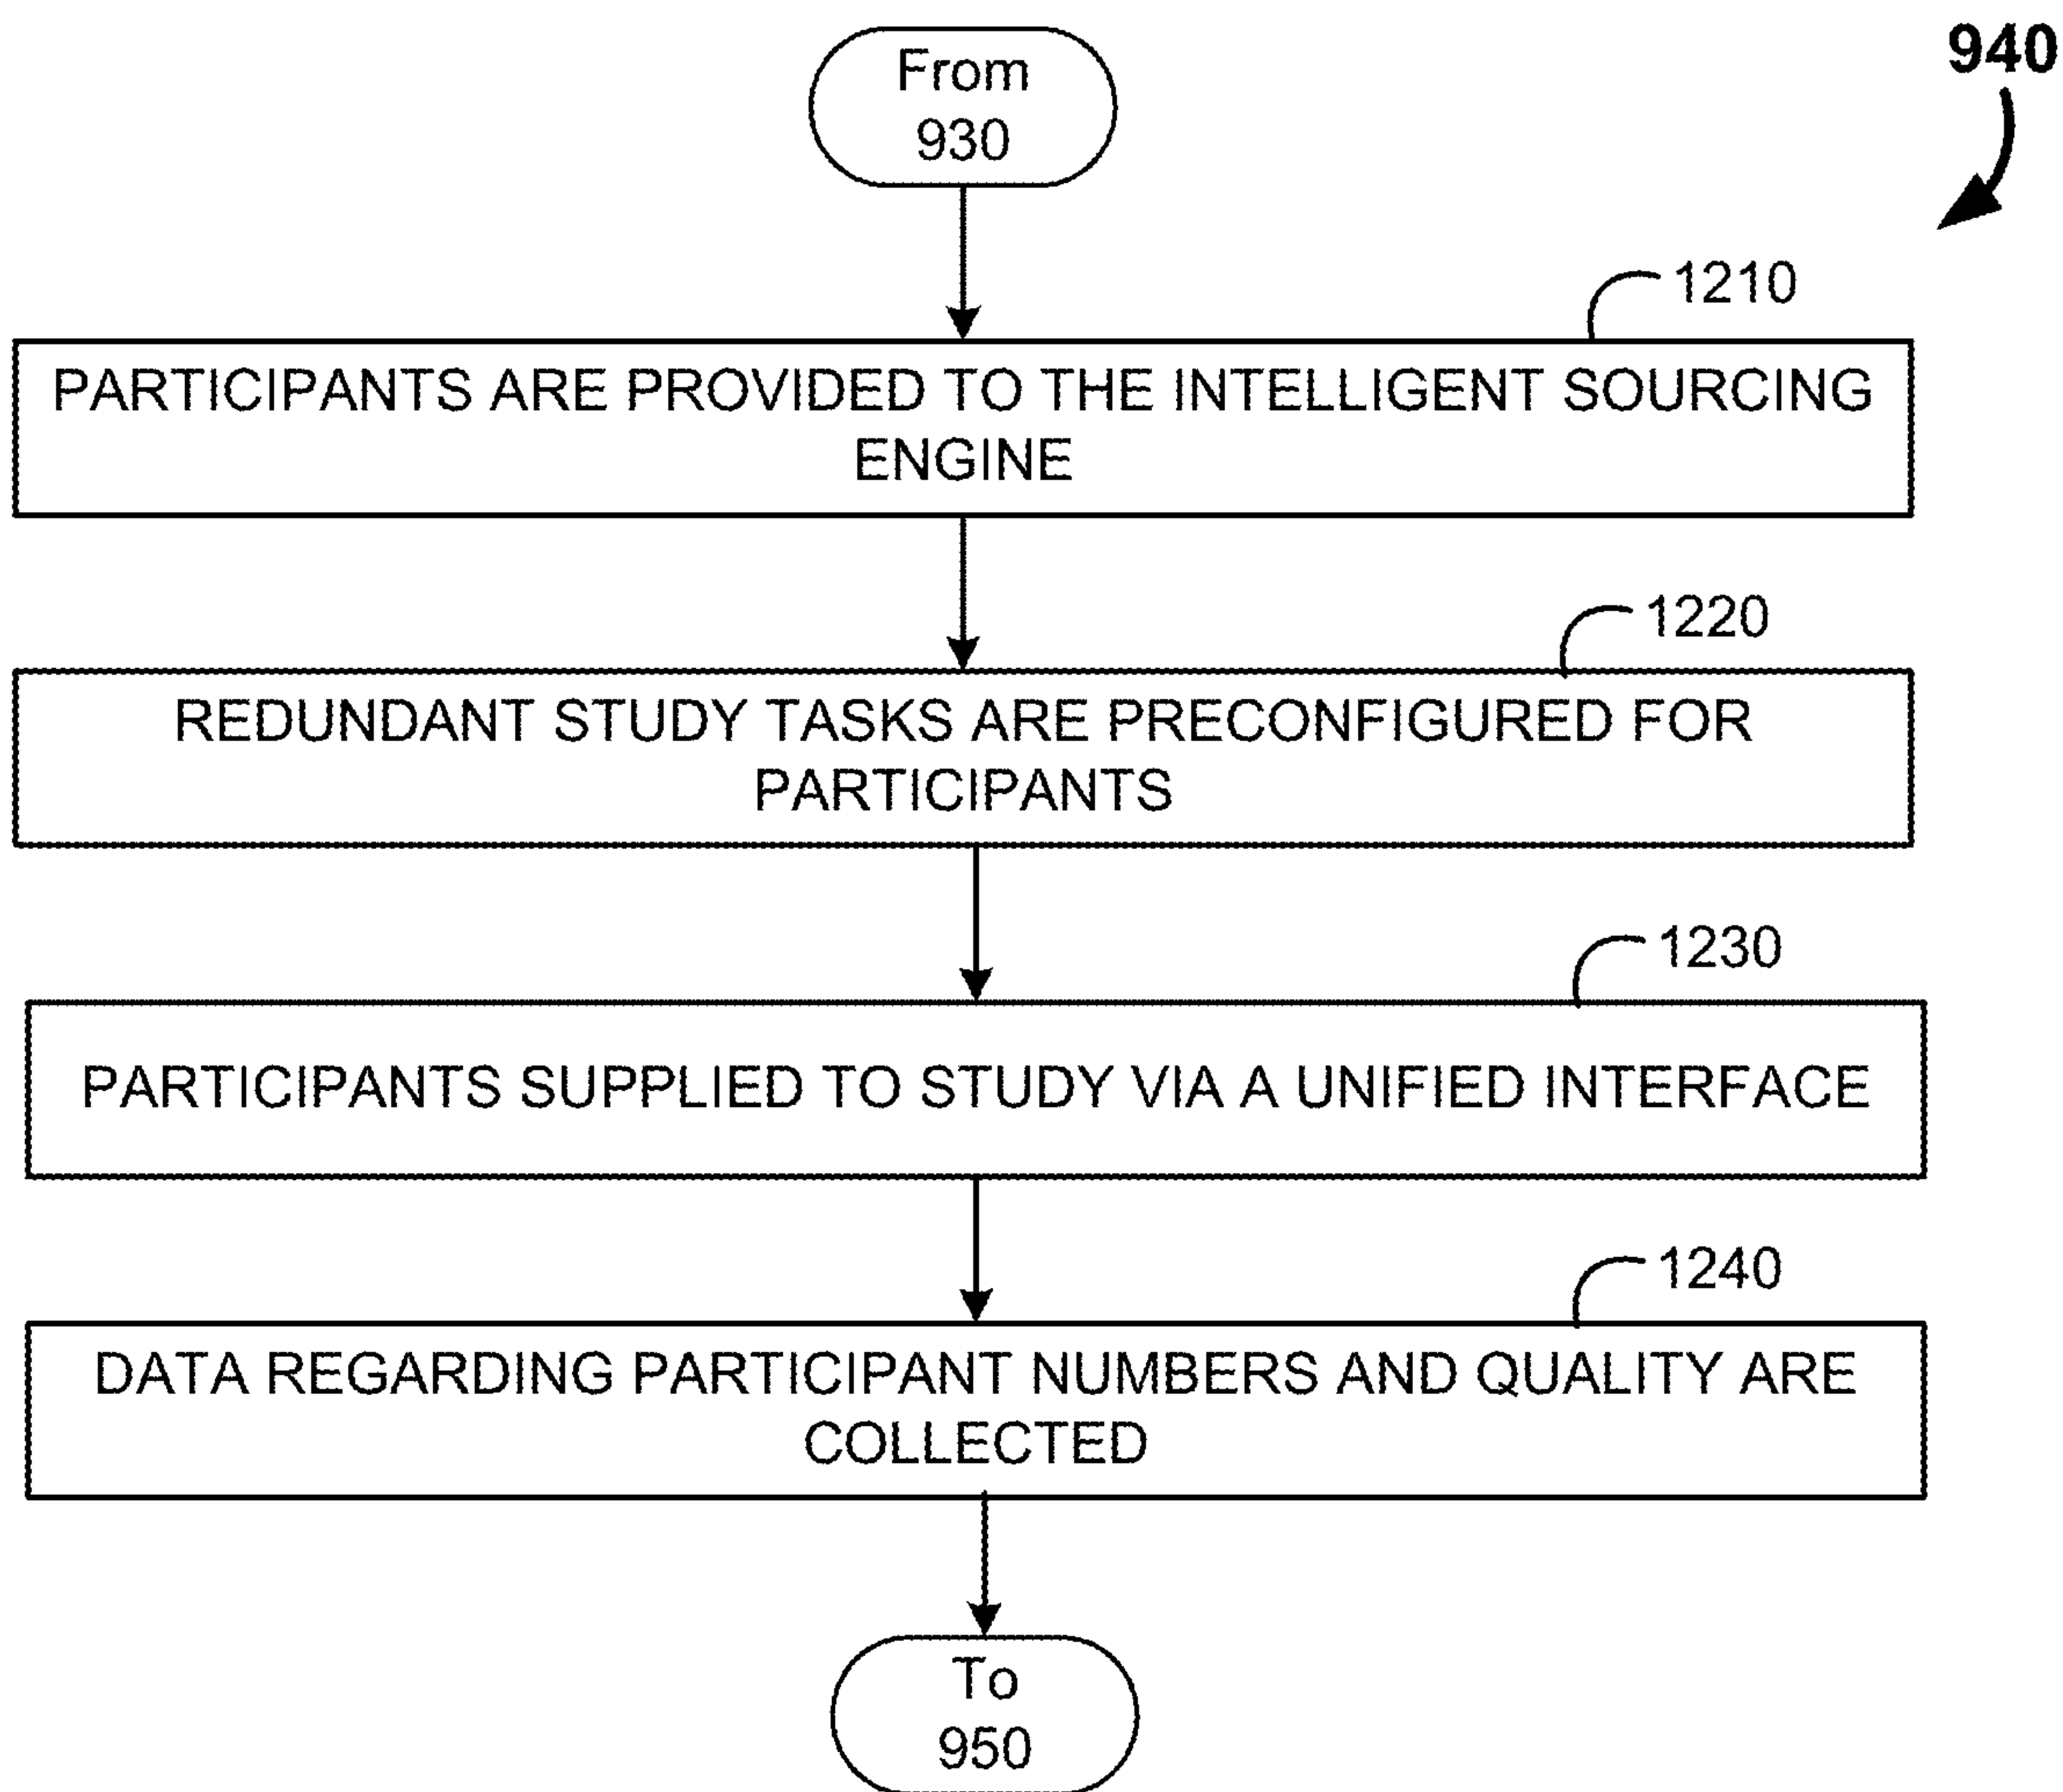 From
930
940
1210
PARTICIPANTS ARE PROVIDED TO THE INTELLIGENT SOURCING
ENGINE
1220
REDUNDANT STUDY TASKS ARE PRECONFIGURED FOR
PARTICIPANTS
1230
PARTICIPANTS SUPPLIED TO STUDY VIA A UNIFIED INTERFACE
1240
DATA REGARDING PARTICIPANT NUMBERS AND QUALITY ARE
COLLECTED
To
950